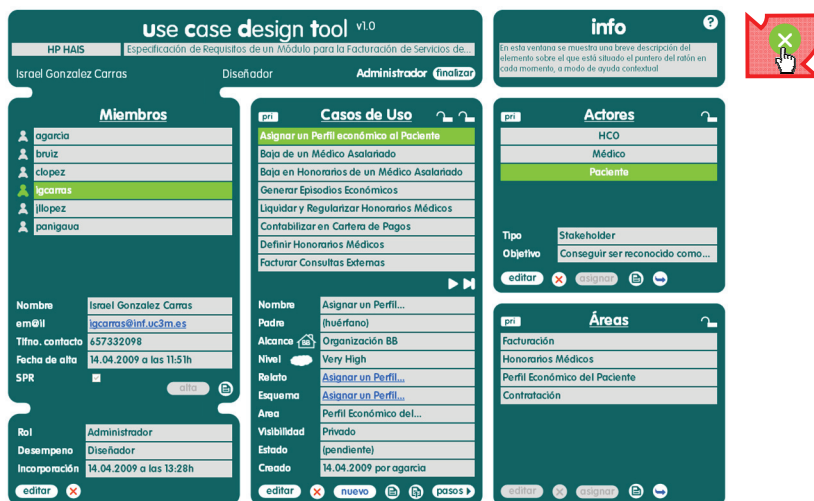 use case design tool v1.0
HP HAIS
Especificación de Requisitos de un Módulo para la Facturación de Servicios de...
Israel Gonzalez Carras
Diseñador
Administrador
finalizar
info
?
En esta ventana se muestra una breve descripción del
elemento sobre el que está situado el puntero del ratón en
cada momento, a modo de ayuda contextual
Miembros
agarcia
bruiz
clopez
igcarras
jllopez
panigaua
Nombre
Israel Gonzalez Carras
em@il
igcarras@inf.uc3m.es
Tlfno. contacto
657332098
Fecha de alta
14.04.2009 a las 11:51h
SPR
alta
Rol
Administrador
Desempeno
Diseñador
Incorporación
14.04.2009 a las 13:28h
editar
pri
Casos de Uso
Asignar un Perfil económico al Paciente
Baja de un Médico Asalariado
Baja en Honorarios de un Médico Asalariado
Generar Episodios Económicos
Liquidar y Regularizar Honorarios Médicos
Contabilizar en Cartera de Pagos
Definir Honorarios Médicos
Facturar Consultas Externas
Nombre
Asignar un Perfil...
Padre
(huérfano)
Alcance
BB
Organización BB
Nivel
Very High
Relato
Asignar un Perfil...
Esquema
Asignar un Perfil...
Area
Perfil Económico del...
Visibilidad
Privado
Estado
(pendiente)
Creado
14.04.2009 por agarcia
editar
nuevo
pasos
pri
Actores
HCO
Médico
Paciente
Tipo
Stakeholder
Objetivo
Conseguir ser reconocido como...
editar
asignar
pri
Áreas
Facturación
Honorarios Médicos
Perfil Económico del Paciente
Contratación
editar
asignar